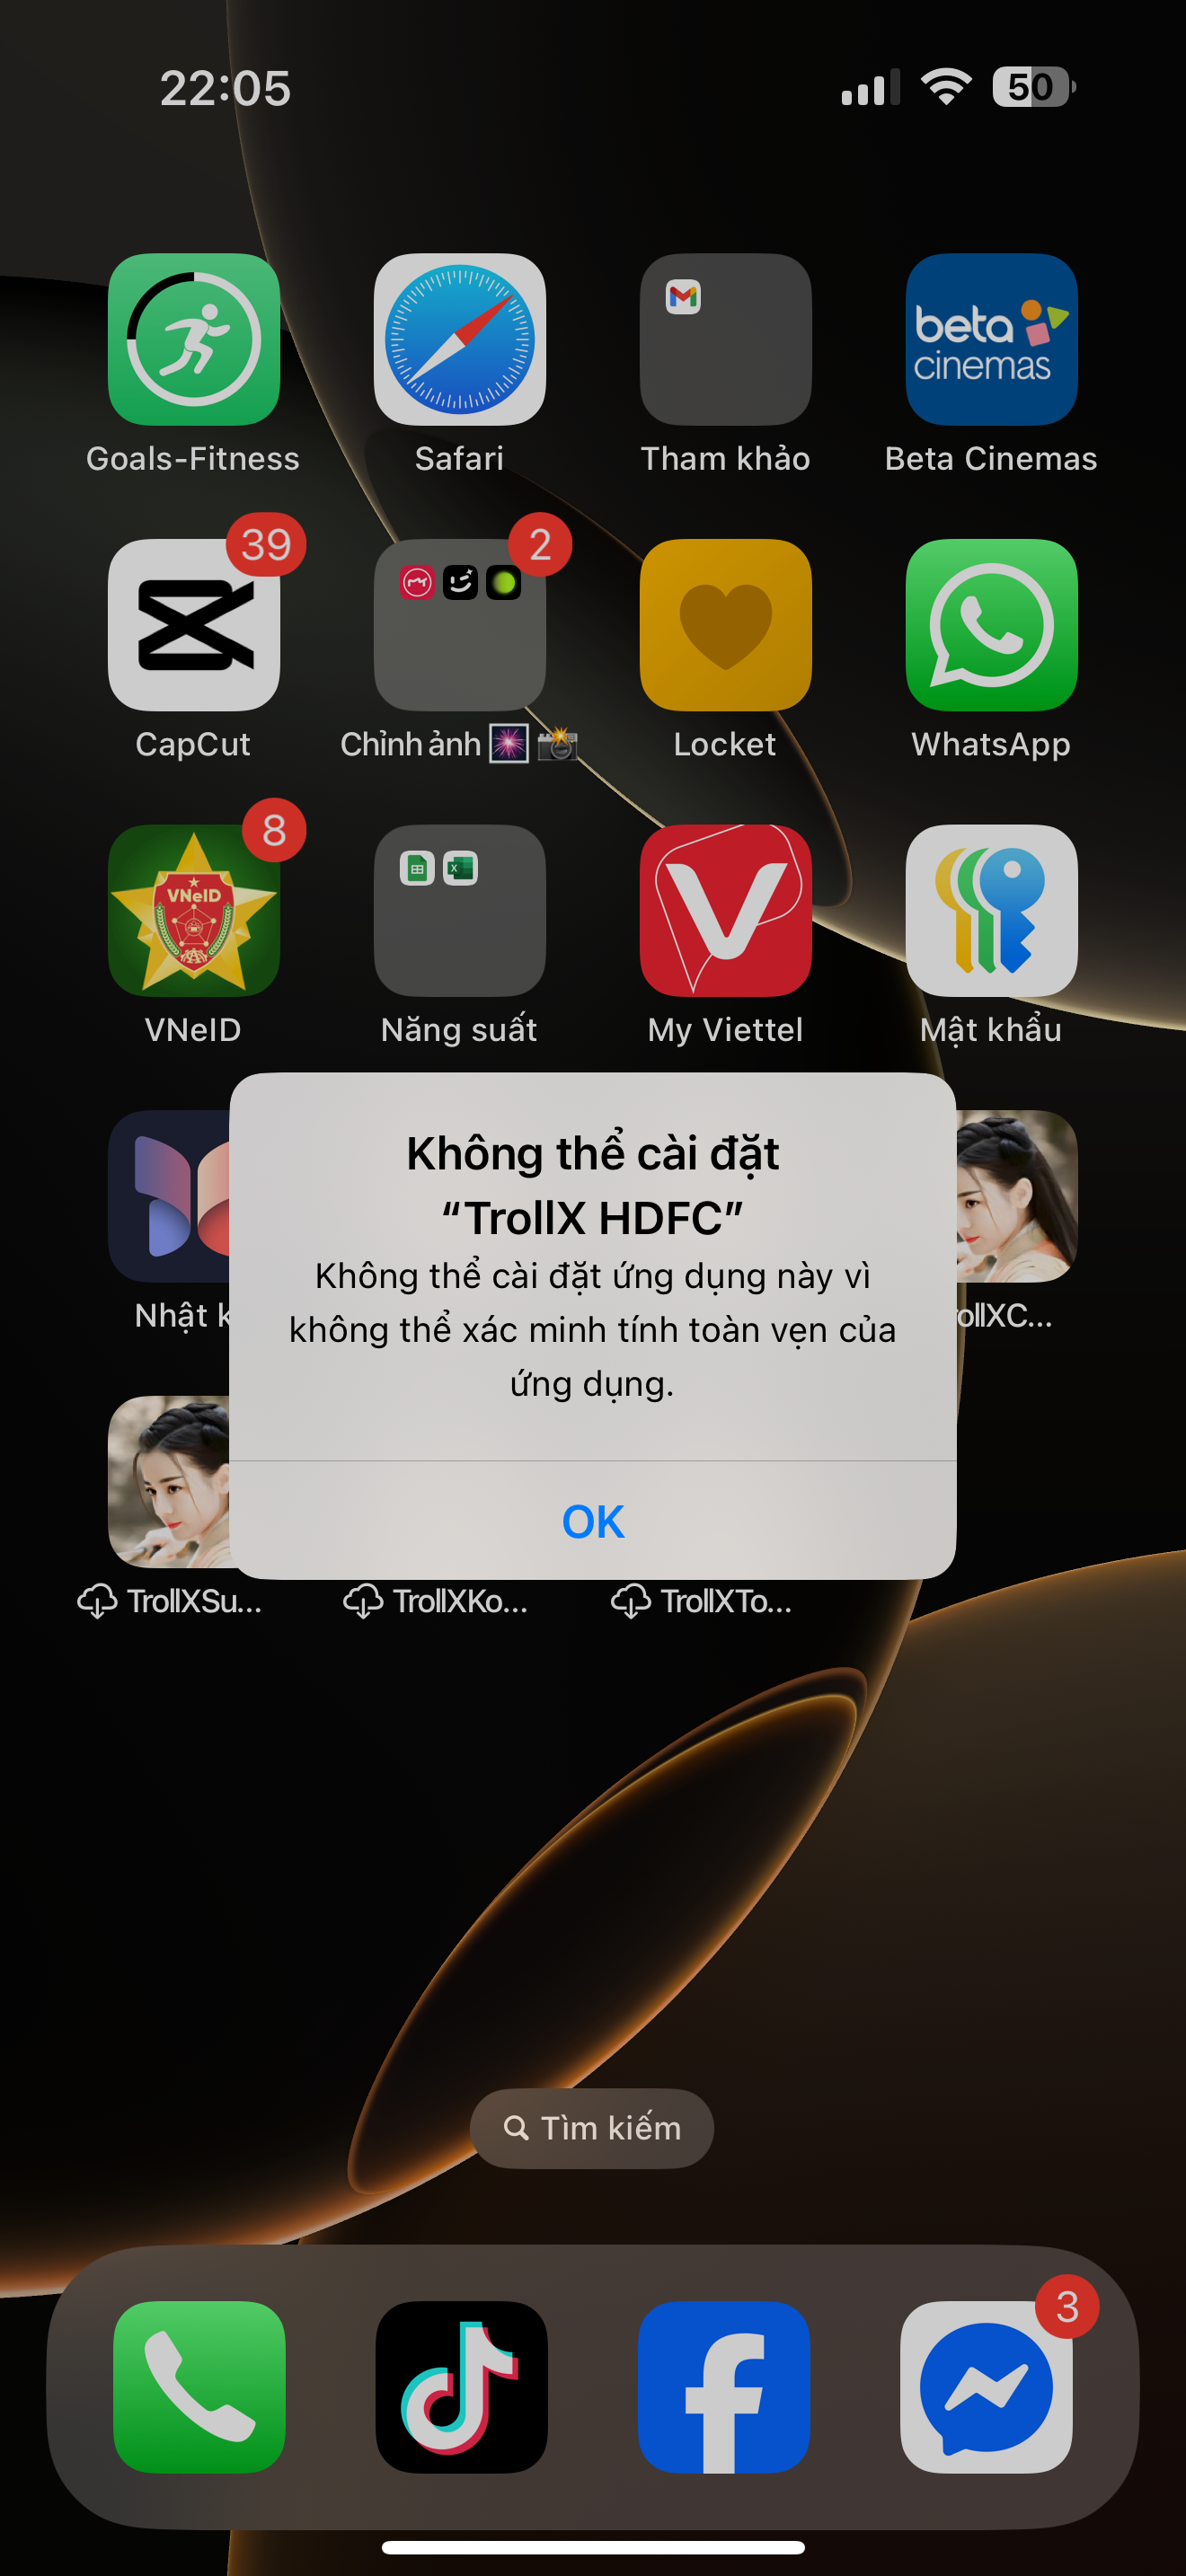 22:05
50
beta
cinemas
Goals-Fitness
Safari
Tham khảo
Beta Cinemas
39
2
CapCut
Chỉnh ảnh 🎆 📸
Locket
WhatsApp
8
VNeID
VNeID
Năng suất
My Viettel
Mật khẩu
Không thể cài đặt
“TrollX HDFC”
Không thể cài đặt ứng dụng này vì
không thể xác minh tính toàn vẹn của
ứng dụng.
OK
Nhật
ollXC...
TrollXSu...
TrollXKo...
TrollXTo...
Tìm kiếm
3